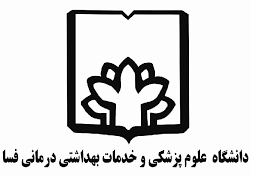 دانشگاه علوم پزشکی و خدمات بهداشتی درمانی فسا